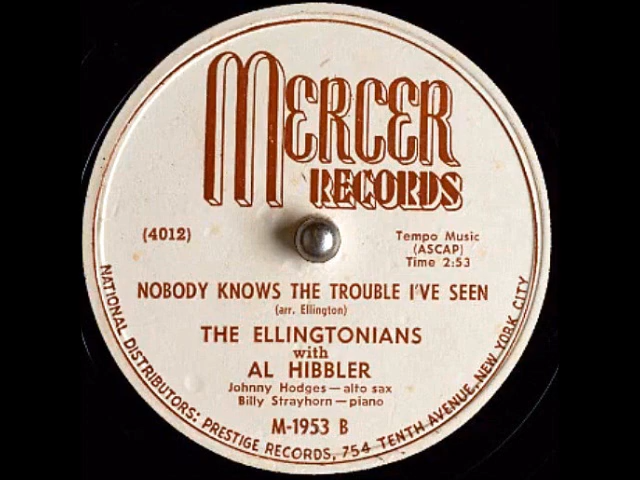 MERCER
RECORDS
(4012)
Tempo Music
(ASCAP)
Time 2:53
NOBODY KNOWS THE TROUBLE I'VE SEEN
(arr. Ellington)
THE ELLINGTONIANS
with
AL HIBBLER
Johnny Hodges—alto sax
Billy Strayhorn—piano
M-1953 B
NATIONAL DISTRIBUTORS: PRESTIGE RECORDS, 754 TENTH AVENUE, NEW YORK CITY